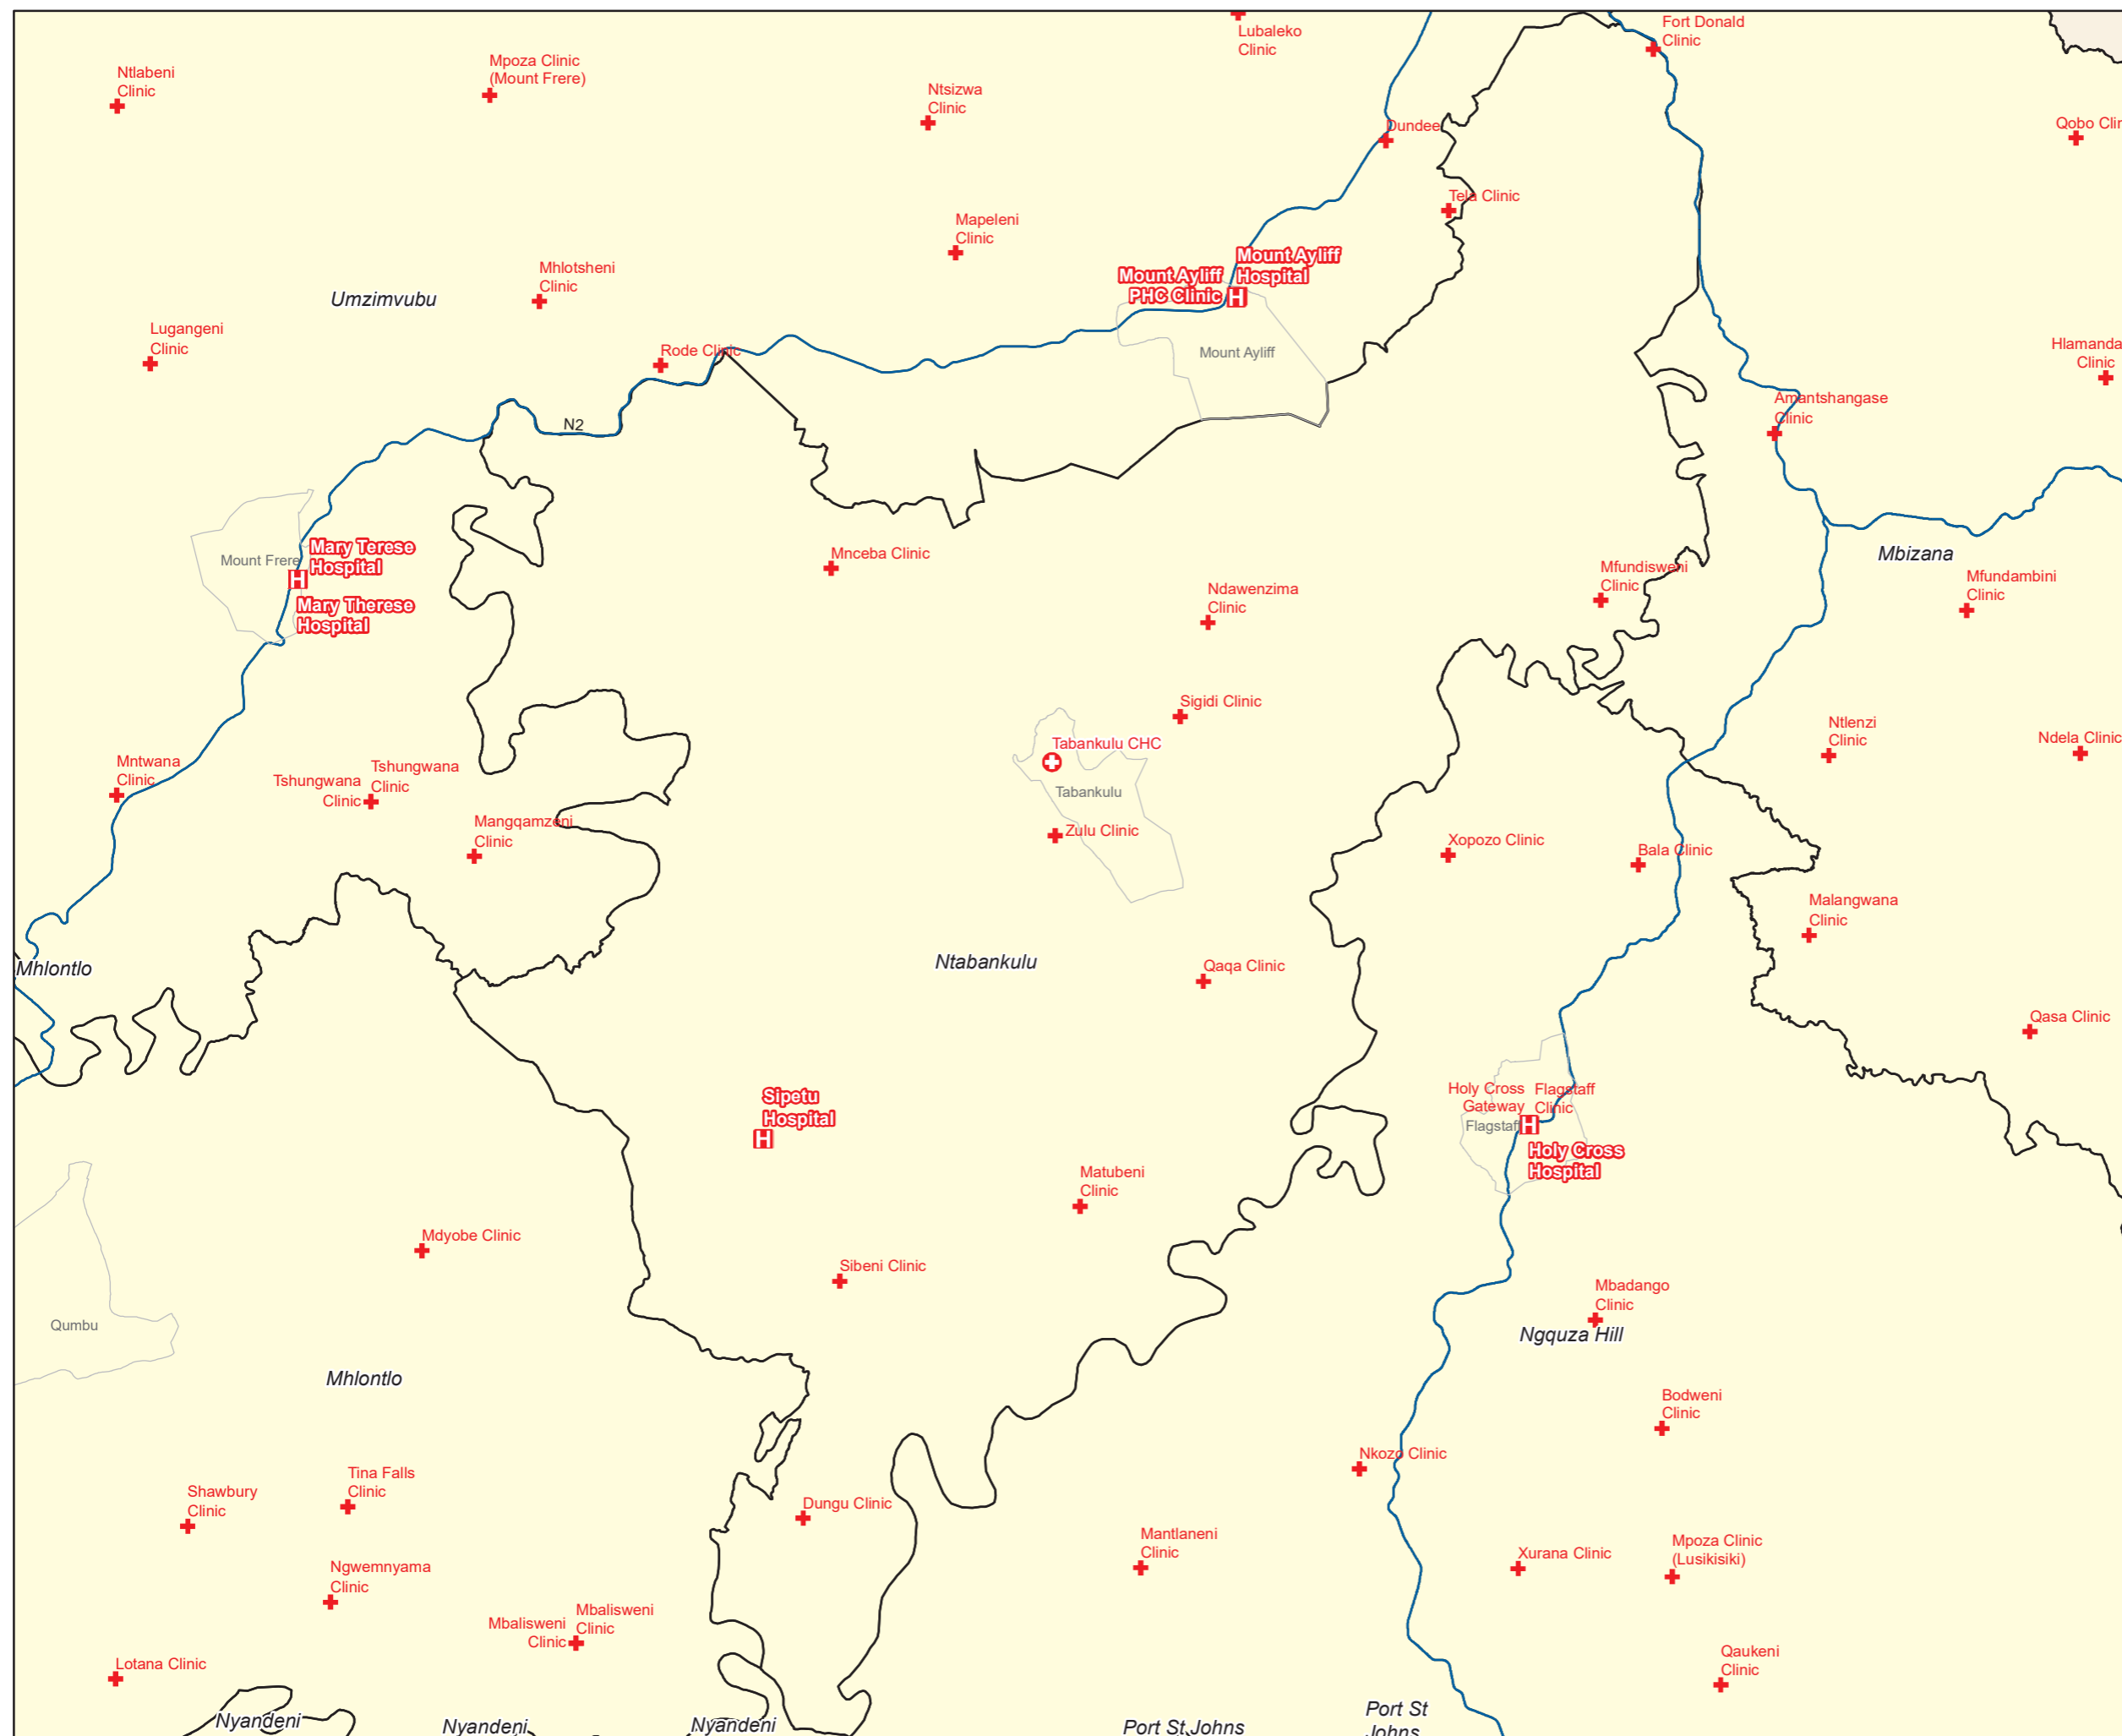 Lubaleko
Clinic
Fort Donald
Clinic
Ntlabeni
Clinic
Mpoza Clinic
(Mount Frere)
Ntsizwa
Clinic
Dundee
Qobo Clin
Tela Clinic
Mapeleni
Clinic
Mount Ayliff
Hospital
Mount Ayliff
PHC Clinic
Mhlotsheni
Clinic
Umzimvubu
Lugangeni
Clinic
Rode Clinic
Mount Ayliff
Hlamanda
Clinic
Amantshangase
Clinic
N2
Mount Frere
Mary Terese
Hospital
Mary Therese
Hospital
Mnceba Clinic
Ndawenzima
Clinic
Mfundisweni
Clinic
Mbizana
Mfundambini
Clinic
Sigidi Clinic
Tabankulu CHC
Tabankulu
Zulu Clinic
Ntlenzi
Clinic
Ndela Clinic
Mntwana
Clinic
Tshungwana
Clinic
Tshungwana
Clinic
Mangqamzeni
Clinic
Xopozo Clinic
Bala Clinic
Malangwana
Clinic
Mhlontlo
Ntabankulu
Qaqa Clinic
Qasa Clinic
Sipetu
Hospital
Holy Cross
Gateway
Flagstaff
Clinic
Flagstaff
Holy Cross
Hospital
Matubeni
Clinic
Mdyobe Clinic
Sibeni Clinic
Mbadango
Clinic
Ngquza Hill
Qumbu
Mhlontlo
Bodweni
Clinic
Nkozo Clinic
Tina Falls
Clinic
Shawbury
Clinic
Dungu Clinic
Mantlaneni
Clinic
Xurana Clinic
Mpoza Clinic
(Lusikisiki)
Ngwemnyama
Clinic
Mbalisweni
Clinic
Mbalisweni
Clinic
Lotana Clinic
Qaukeni
Clinic
Nyandeni
Nyandeni
Nyandeni
Port St Johns
Port St
Johns